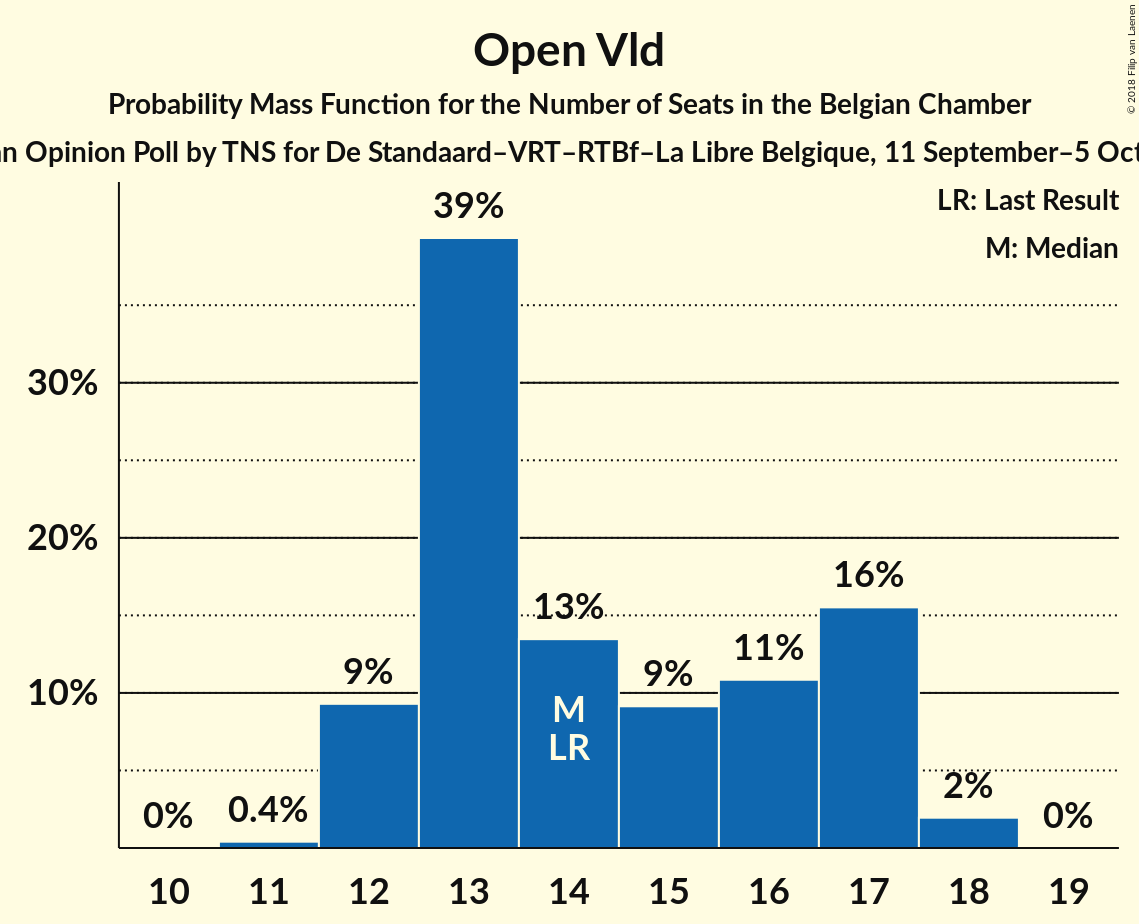 Open Vld
Probability Mass Function for the Number of Seats in the Belgian Chamber
Opinion Poll by TNS for De Standaard–VRT–RTBf–La Libre Belgique, 11 September–5
© 2018 Filip van Laenen
LR: Last Result
M: Median
39%
30%
20%
16%
13%
11%
9%
9%
10%
M
LR
2%
0%
0.4%
0%
10 11 12 13 14 15 16 17 18 19